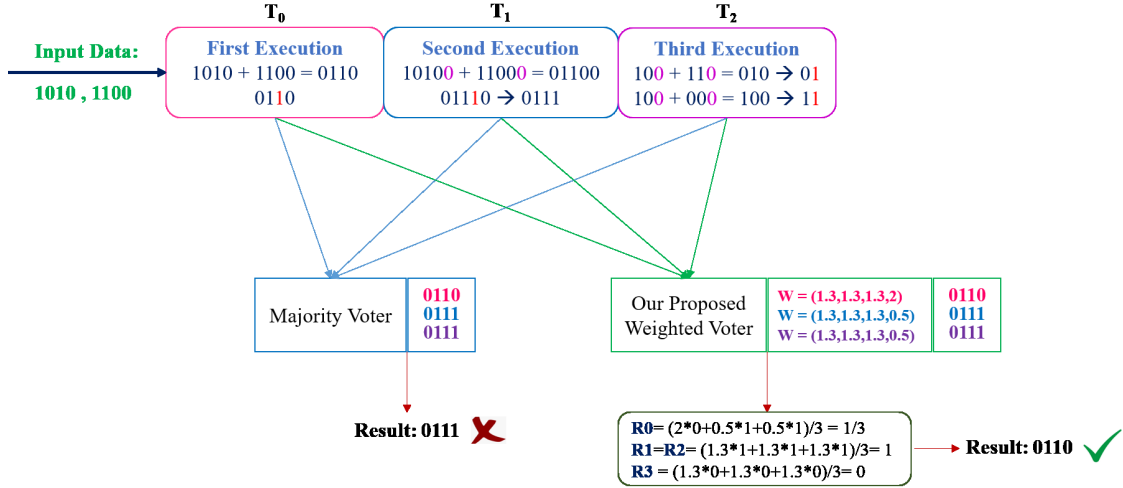 T0
T1
T2
Input Data:
1010 , 1100
First Execution
1010 + 1100 = 0110
0110
Second Execution
10100 + 11000 = 01100
01110 → 0111
Third Execution
100 + 110 = 010 → 01
100 + 000 = 100 → 11
Majority Voter
0110
0111
0111
Our Proposed
Weighted Voter
W = (1.3,1.3,1.3,2)
W = (1.3,1.3,1.3,0.5)
W = (1.3,1.3,1.3,0.5)
0110
0111
0111
Result: 0111
R0= (2*0+0.5*1+0.5*1)/3 = 1/3
R1=R2= (1.3*1+1.3*1+1.3*1)/3= 1
R3 = (1.3*0+1.3*0+1.3*0)/3= 0
Result: 0110